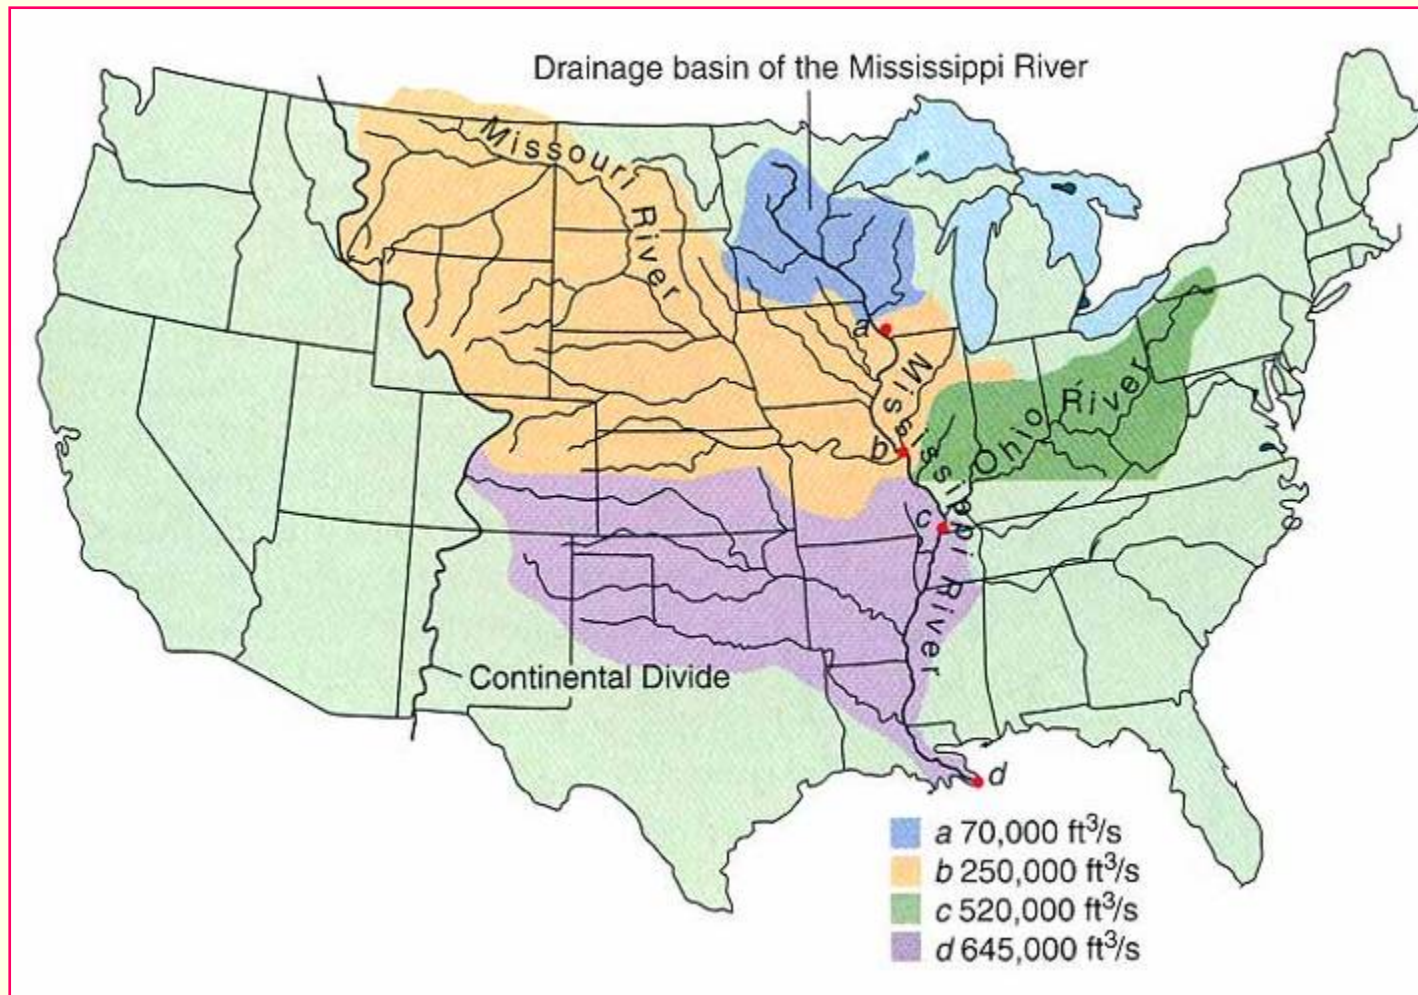 Drainage basin of the Mississippi River
Missouri River
a
Mississippi River
b
Ohio River
c
Continental Divide
d
a 70,000 ft³/s
b 250,000 ft³/s
c 520,000 ft³/s
d 645,000 ft³/s